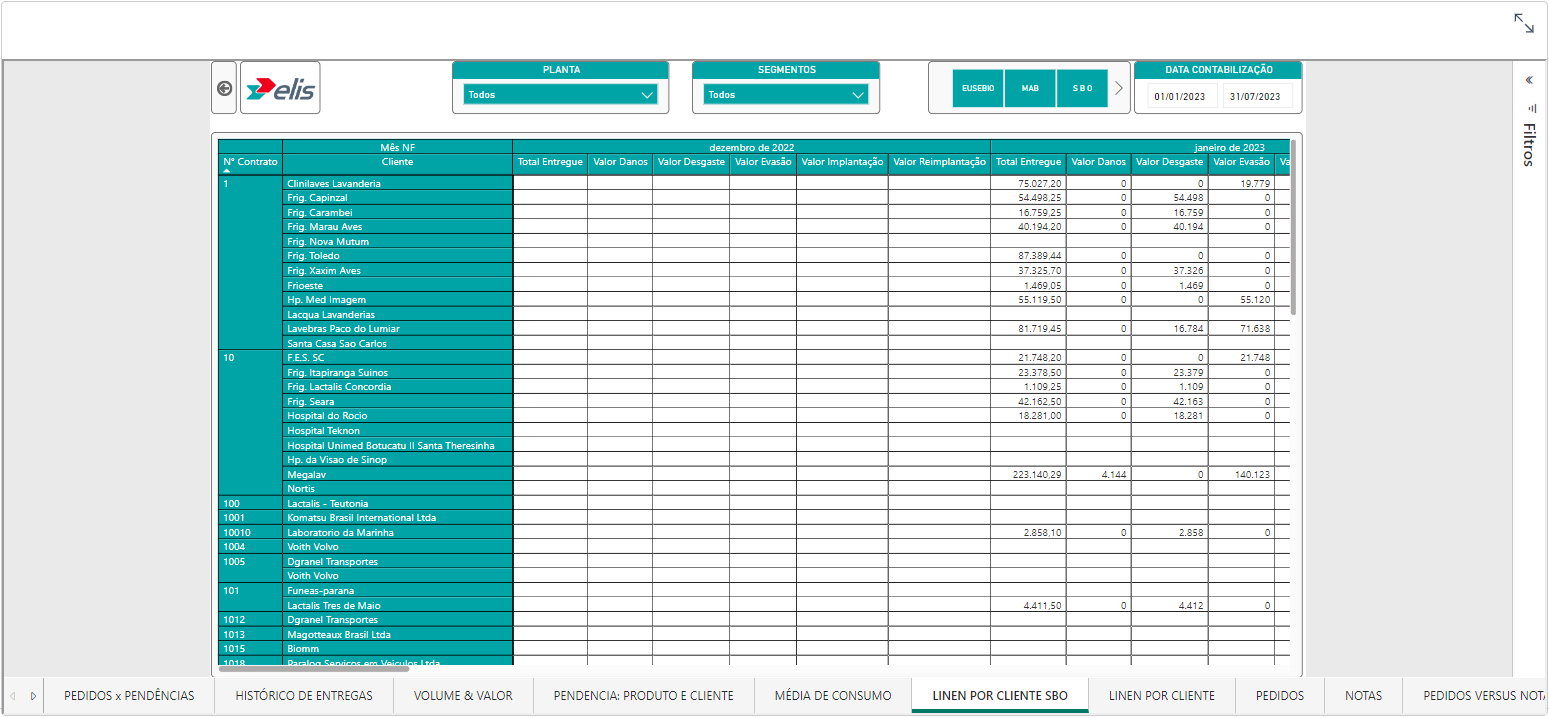 elis
PLANTA
Todos
SEGMENTOS
Todos
EUSEBIO MAB S B O
DATA CONTABILIZAÇÃO
01/01/2023 31/07/2023
Filtros
Mês NF dezembro de 2022 janeiro de 2023
N° Contrato Cliente Total Entregue Valor Danos Valor Desgaste Valor Evasão Valor Implantação Valor Reimplantação Total Entregue Valor Danos Valor Desgaste Valor Evasão Va
1 Clinilaves Lavanderia 75.027,20 0 0 19.779
Frig. Capinzal 54.498,25 0 54.498 0
Frig. Carambei 16.759,25 0 16.759 0
Frig. Marau Aves 40.194,20 0 40.194 0
Frig. Nova Mutum
Frig. Toledo 87.389,44 0 0 0
Frig. Xaxim Aves 37.325,70 0 37.326 0
Frioeste 1.469,05 0 1.469 0
Hp. Med Imagem 55.119,50 0 0 55.120
Lacqua Lavanderias
Lavebras Paco do Lumiar 81.719,45 0 16.784 71.638
Santa Casa Sao Carlos
10 F.E.S. SC 21.748,20 0 0 21.748
Frig. Itapiranga Suinos 23.378,50 0 23.379 0
Frig. Lactalis Concordia 1.109,25 0 1.109 0
Frig. Seara 42.162,50 0 42.163 0
Hospital do Rocio 18.281,00 0 18.281 0
Hospital Teknon
Hospital Unimed Botucatu II Santa Theresinha
Hp. da Visao de Sinop
Megalav 223.140,29 4.144 0 140.123
Nortis
100 Lactalis - Teutonia
1001 Komatsu Brasil International Ltda
10010 Laboratorio da Marinha 2.858,10 0 2.858 0
1004 Voith Volvo
1005 Dgranel Transportes
Voith Volvo
101 Funeas-parana
Lactalis Tres de Maio 4.411,50 0 4.412 0
1012 Dgranel Transportes
1013 Magotteaux Brasil Ltda
1015 Biomm
1018 Paralog Servicos em Veiculos Ltda
PEDIDOS x PENDÊNCIAS HISTÓRICO DE ENTREGAS VOLUME & VALOR PENDENCIA: PRODUTO E CLIENTE MÉDIA DE CONSUMO LINEN POR CLIENTE SBO LINEN POR CLIENTE PEDIDOS NOTAS PEDIDOS VERSUS NOTA